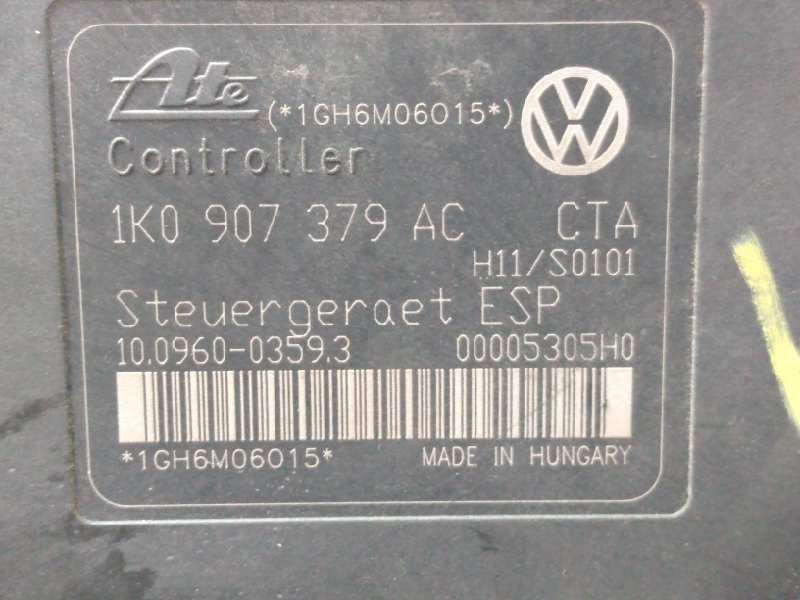 Ate (*1GH6M06015*) VW
Controller
1K0 907 379 AC CTA
H11/S0101
Steuergeraet ESP
10.0960-0359.3 00005305H0
*1GH6M06015* MADE IN HUNGARY